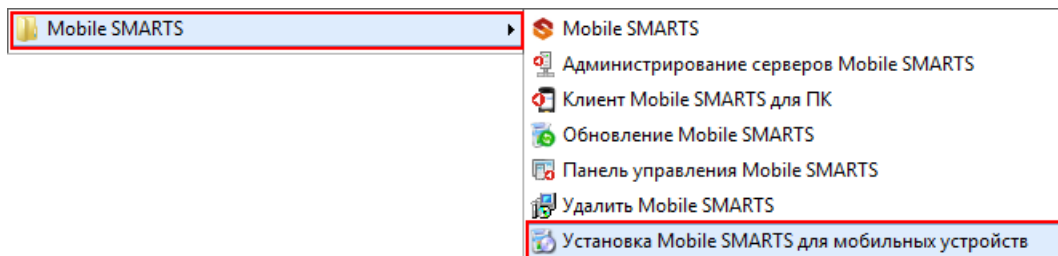 Mobile SMARTS
Mobile SMARTS
Администрирование серверов Mobile SMARTS
Клиент Mobile SMARTS для ПК
Обновление Mobile SMARTS
Панель управления Mobile SMARTS
Удалить Mobile SMARTS
Установка Mobile SMARTS для мобильных устройств